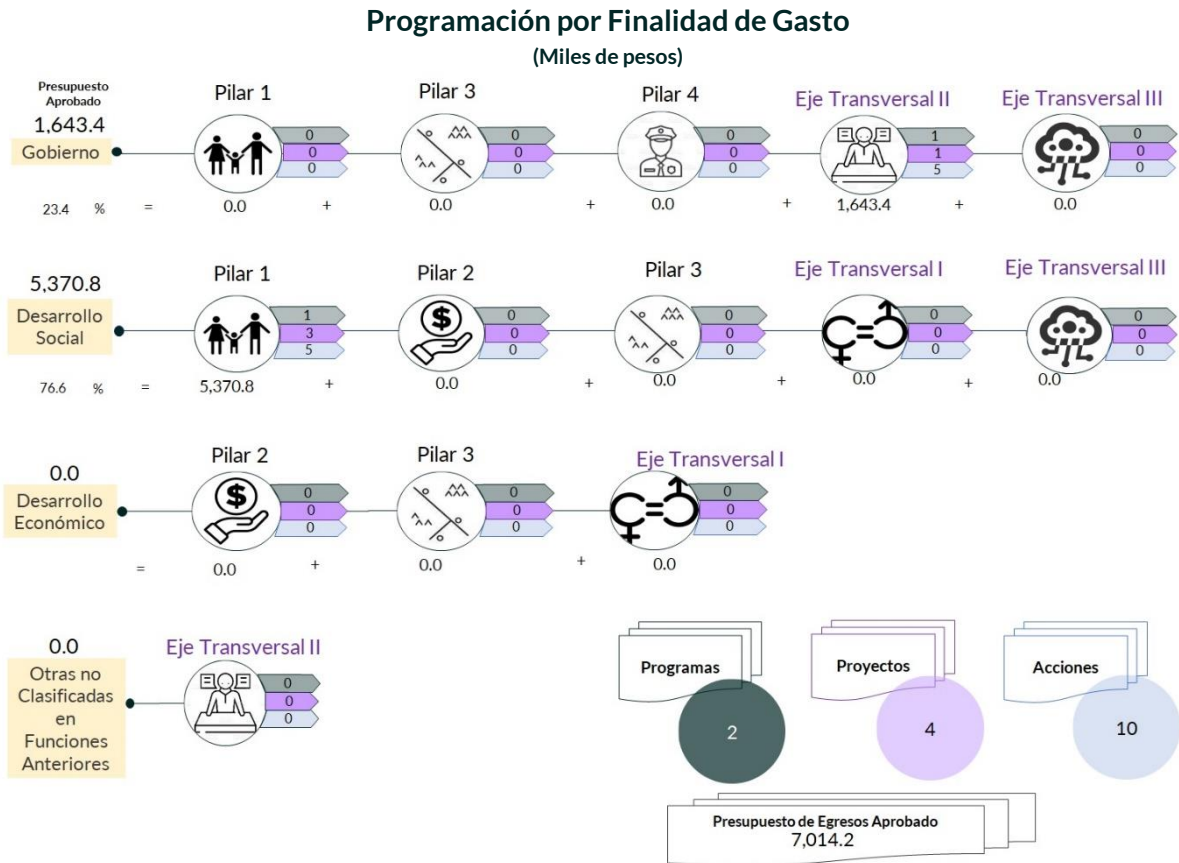 Programación por Finalidad de Gasto
(Miles de pesos)
Presupuesto
Aprobado
1,643.4
Gobierno
Pilar 1
0
0
0
Pilar 3
0
0
0
Pilar 4
0
0
0
Eje Transversal II
1
1
5
Eje Transversal III
0
0
0
23.4 % = 0.0 + 0.0 + 0.0 + 1,643.4 + 0.0
5,370.8
Desarrollo
Social
Pilar 1
1
3
5
Pilar 2
$
0
0
0
Pilar 3
0
0
0
Eje Transversal I
0
0
0
Eje Transversal III
0
0
0
76.6 % = 5,370.8 + 0.0 + 0.0 + 0.0 + 0.0
0.0
Desarrollo
Económico
Pilar 2
$
0
0
0
Pilar 3
0
0
0
Eje Transversal I
0
0
0
= 0.0 + 0.0 + 0.0
0.0
Otras no
Clasificadas
en
Funciones
Anteriores
Eje Transversal II
0
0
0
Programas
2
Proyectos
4
Acciones
10
Presupuesto de Egresos Aprobado
7,014.2